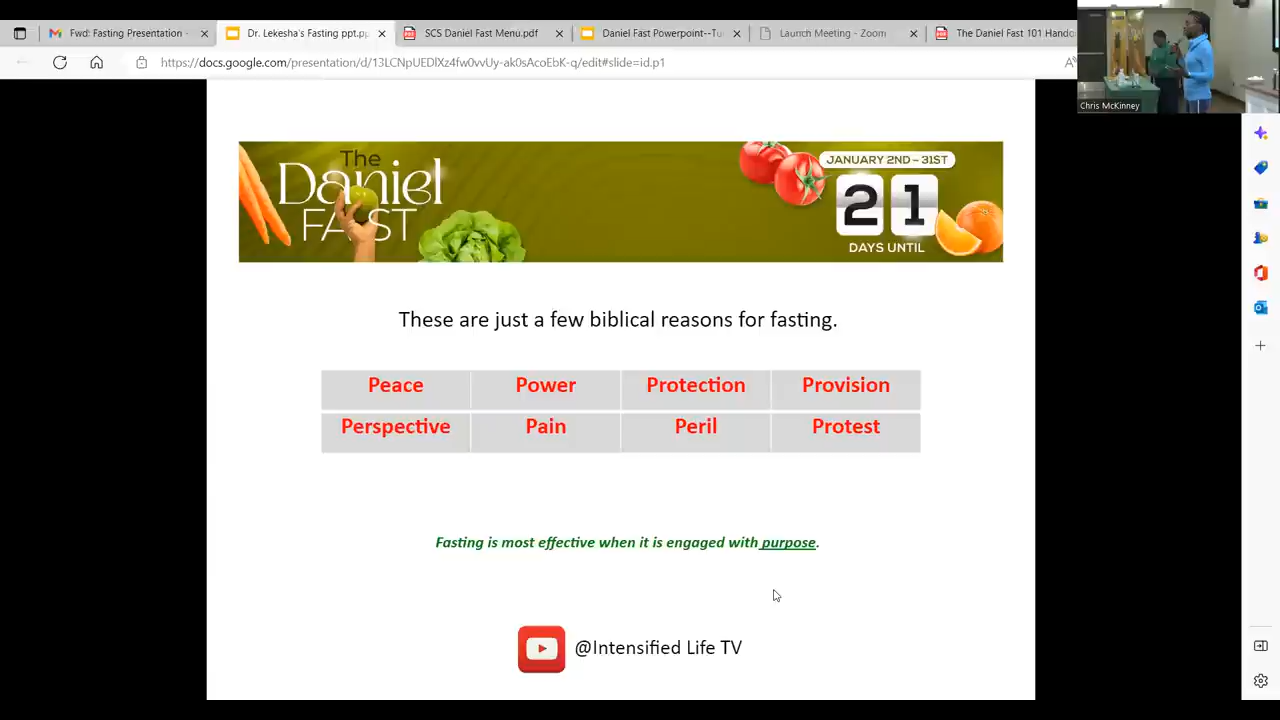 Fwd: Fasting Presentation -
Dr. Lekesha's Fasting ppt.pp
SCS Daniel Fast Menu.pdf
Daniel Fast Powerpoint--Tu
Launch Meeting - Zoom
The Daniel Fast 101 Hando
https://docs.google.com/presentation/d/13LCNpUEDlXz4fw0vvUy-ak0sAcoEbK-q/edit#slide=id.p1
Chris McKinney
The
Daniel
FAST
JANUARY 2ND – 31ST
21
DAYS UNTIL
These are just a few biblical reasons for fasting.
Peace Power Protection Provision
Perspective Pain Peril Protest
Fasting is most effective when it is engaged with purpose.
@Intensified Life TV